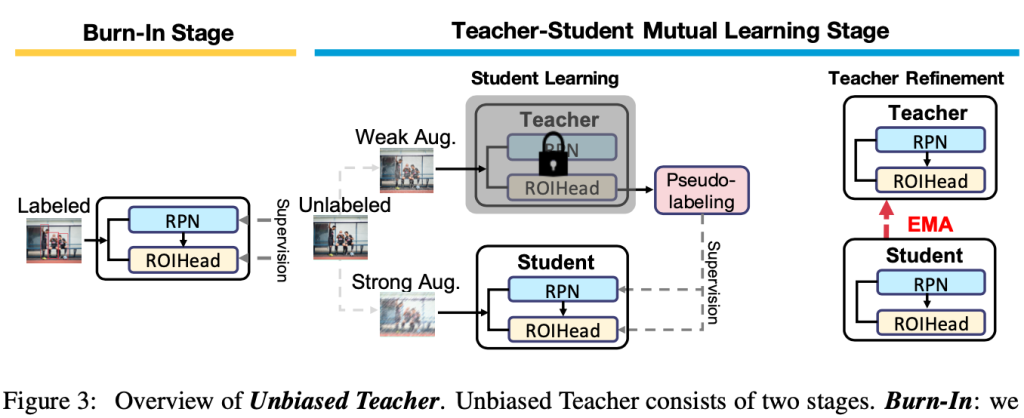 Burn-In Stage
Teacher-Student Mutual Learning Stage
Student Learning
Teacher Refinement
Labeled
RPN
ROIHead
Supervision
Unlabeled
Weak Aug.
Strong Aug.
Teacher
RPN
ROIHead
Pseudo-
labeling
Student
RPN
ROIHead
Supervision
Teacher
RPN
ROIHead
EMA
Student
RPN
ROIHead
Figure 3: Overview of Unbiased Teacher. Unbiased Teacher consists of two stages. Burn-In: we